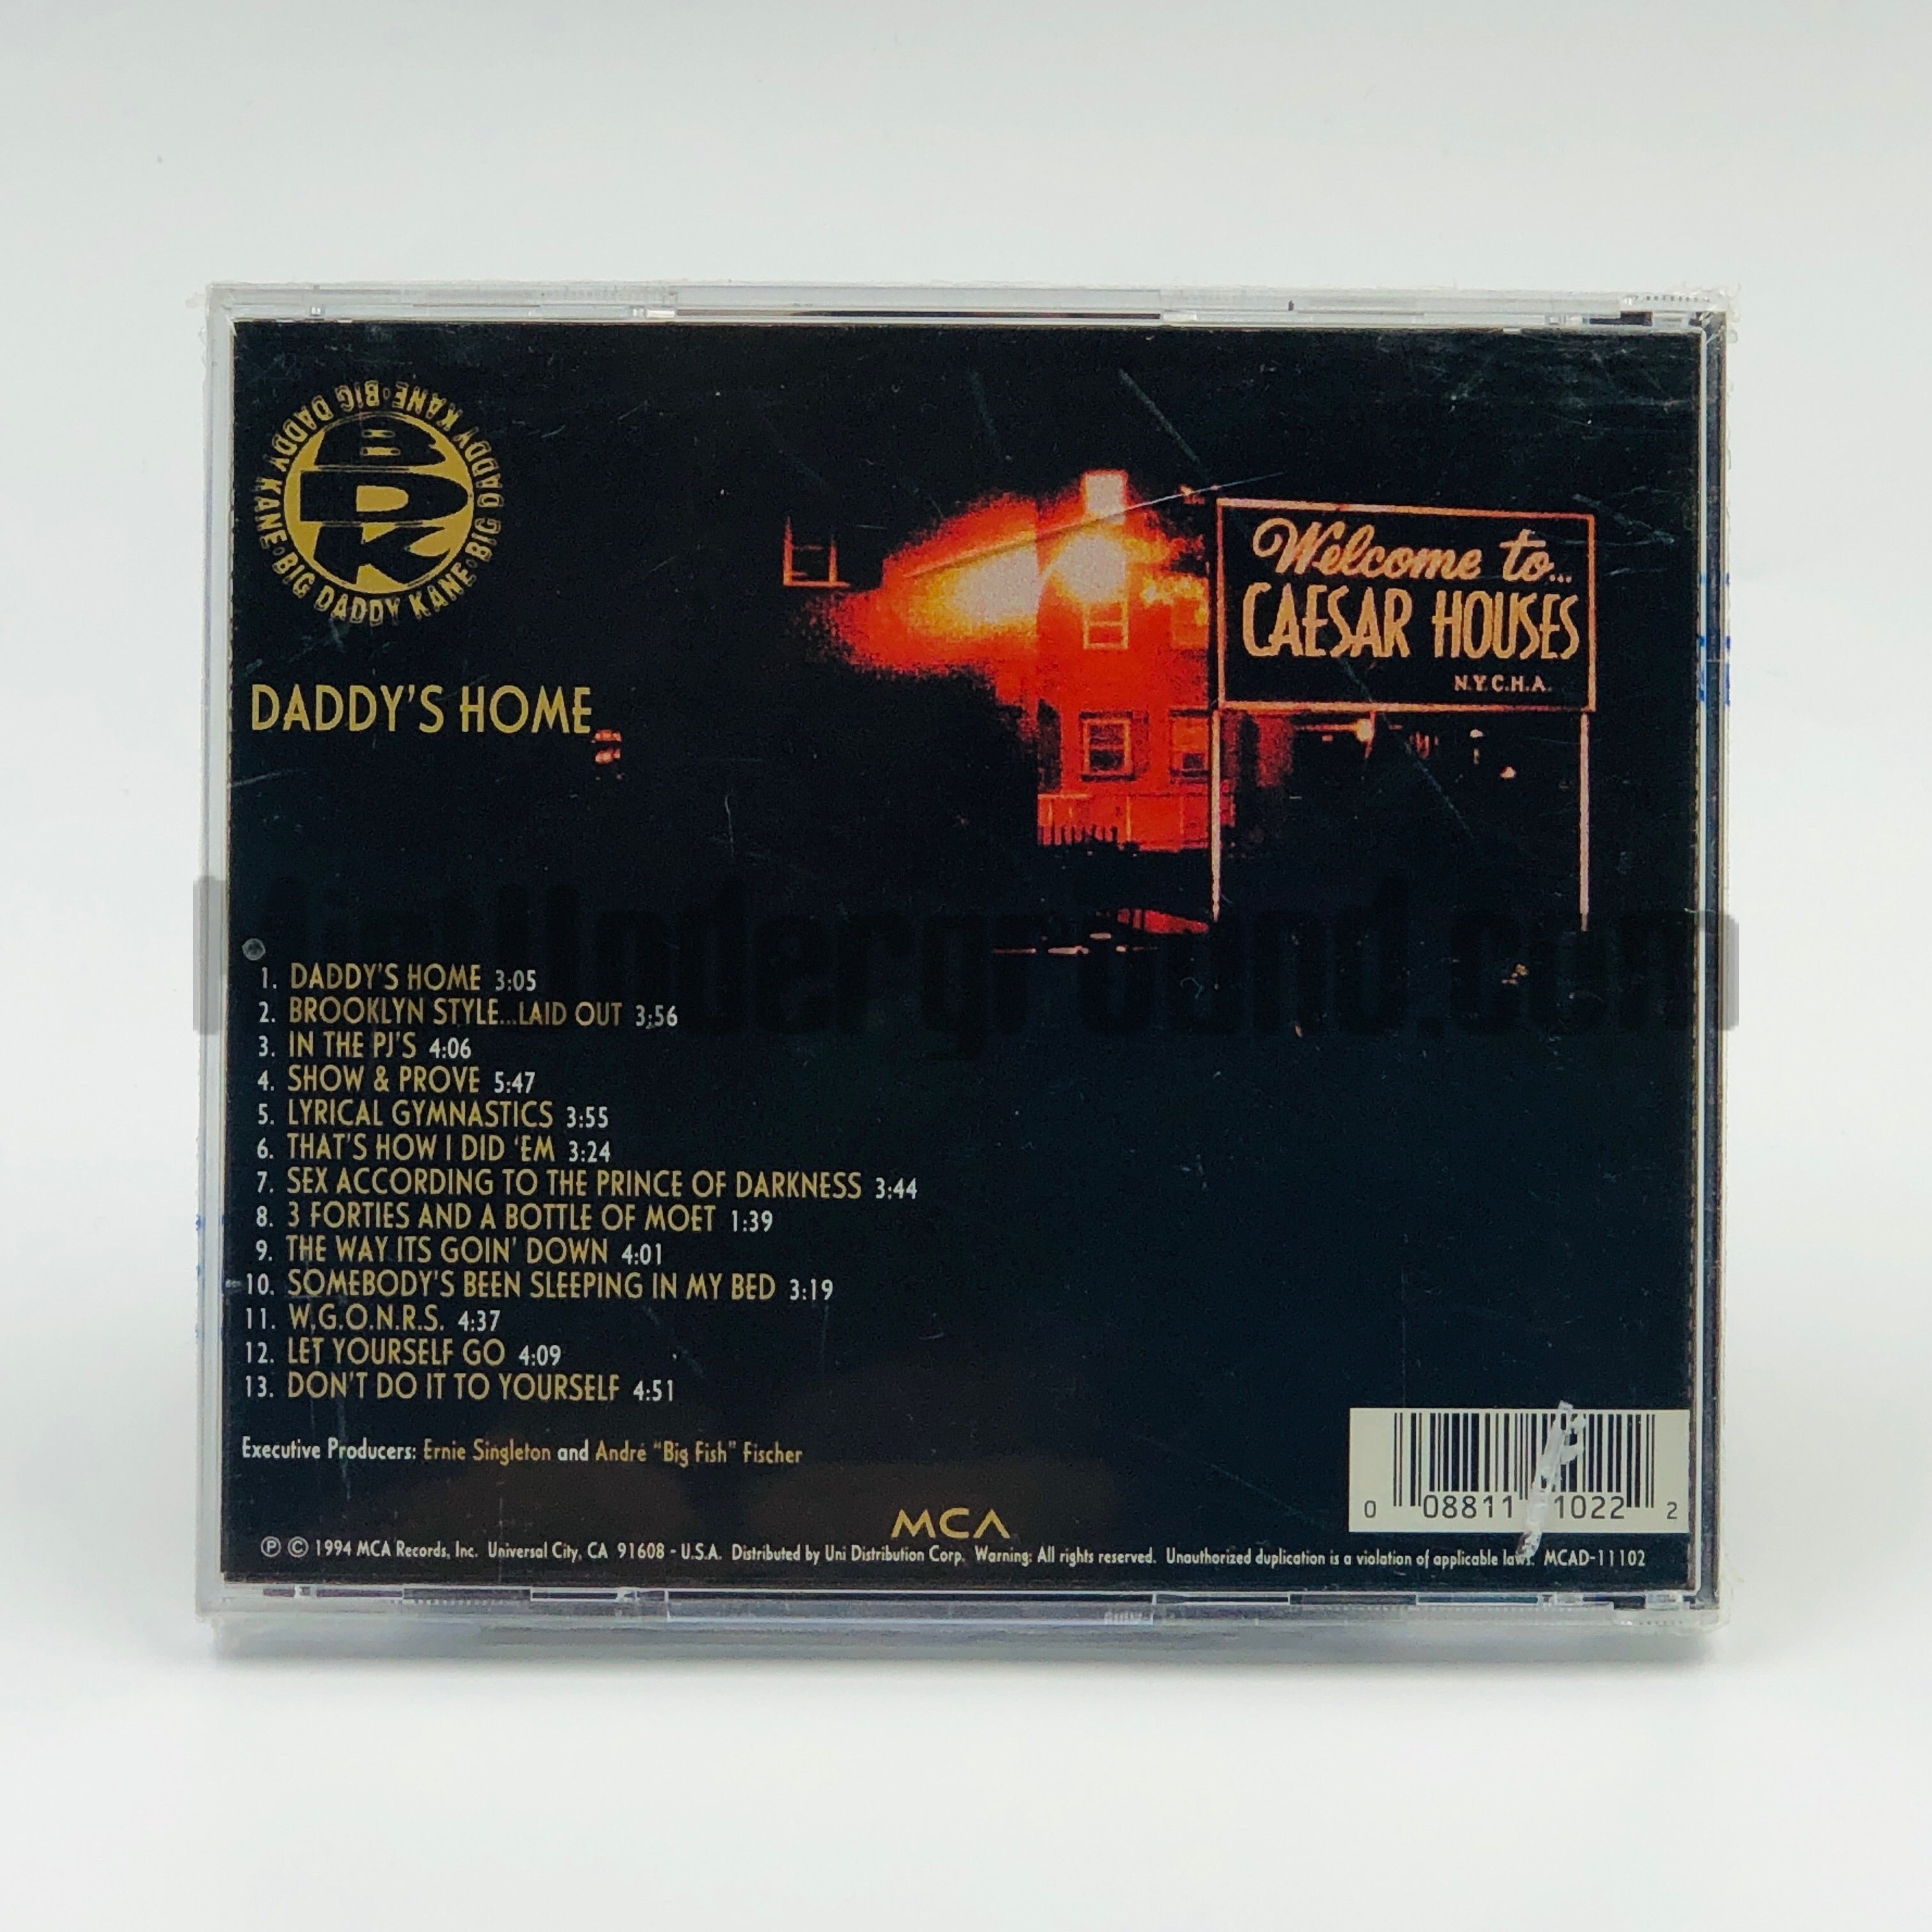 BIG DADDY KANE • BIG DADDY KANE • BIG DADDY KANE • BIG DADDY KANE
B
D
K
DADDY'S HOME
Welcome to...
CAESAR HOUSES
N.Y.C.H.A.
1. DADDY'S HOME 3:05
2. BROOKLYN STYLE...LAID OUT 3:56
3. IN THE PJ'S 4:06
4. SHOW & PROVE 5:47
5. LYRICAL GYMNASTICS 3:55
6. THAT'S HOW I DID 'EM 3:24
7. SEX ACCORDING TO THE PRINCE OF DARKNESS 3:44
8. 3 FORTIES AND A BOTTLE OF MOET 1:39
9. THE WAY ITS GOIN' DOWN 4:01
10. SOMEBODY'S BEEN SLEEPING IN MY BED 3:19
11. W.G.O.N.R.S. 4:37
12. LET YOURSELF GO 4:09
13. DON'T DO IT TO YOURSELF 4:51
Executive Producers: Ernie Singleton and André "Big Fish" Fischer
0 08811 1022 2
MCA
℗ © 1994 MCA Records, Inc. Universal City, CA 91608 - U.S.A. Distributed by Uni Distribution Corp. Warning: All rights reserved. Unauthorized duplication is a violation of applicable laws. MCAD-11102